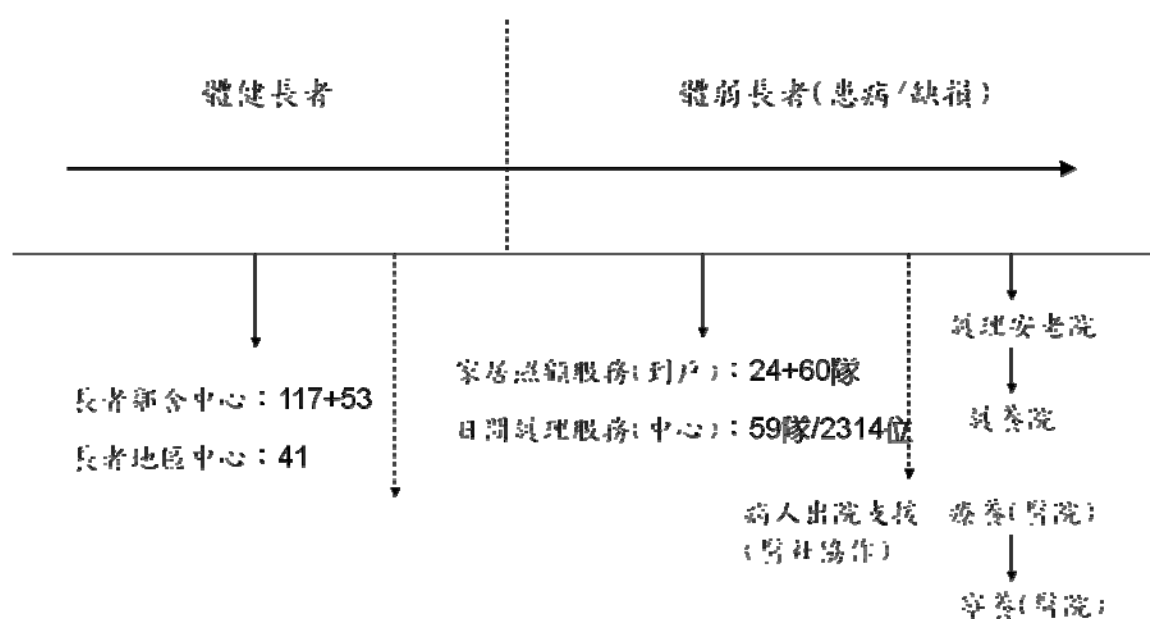 體健長者
體弱長者(患病/缺損)
長者鄰舍中心：117+53
長者地區中心：41
家居照顧服務(到戶)：24+60隊
日間護理服務(中心)：59隊/2314位
護理安老院
護養院
病人出院支援
(醫社協作)
療養(醫院)
寧養(醫院)